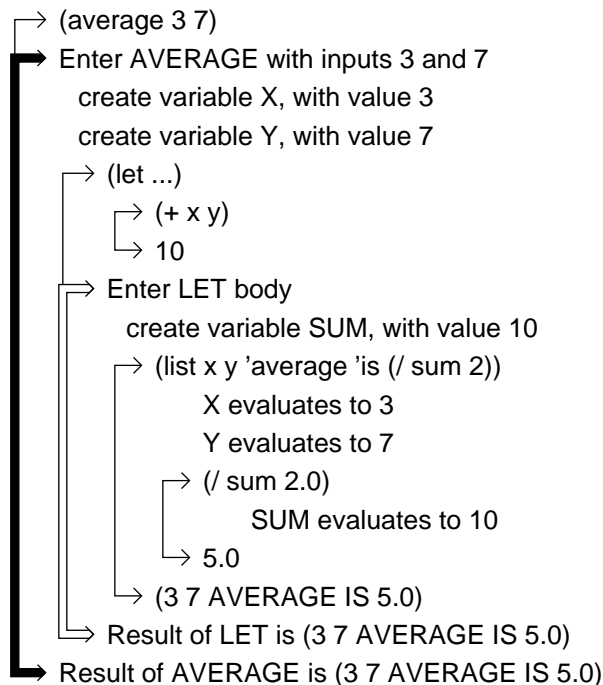 (average 3 7)
Enter AVERAGE with inputs 3 and 7
create variable X, with value 3
create variable Y, with value 7
(let ...)
(+ x y)
10
Enter LET body
create variable SUM, with value 10
(list x y ’average ’is (/ sum 2))
X evaluates to 3
Y evaluates to 7
(/ sum 2.0)
SUM evaluates to 10
5.0
(3 7 AVERAGE IS 5.0)
Result of LET is (3 7 AVERAGE IS 5.0)
Result of AVERAGE is (3 7 AVERAGE IS 5.0)